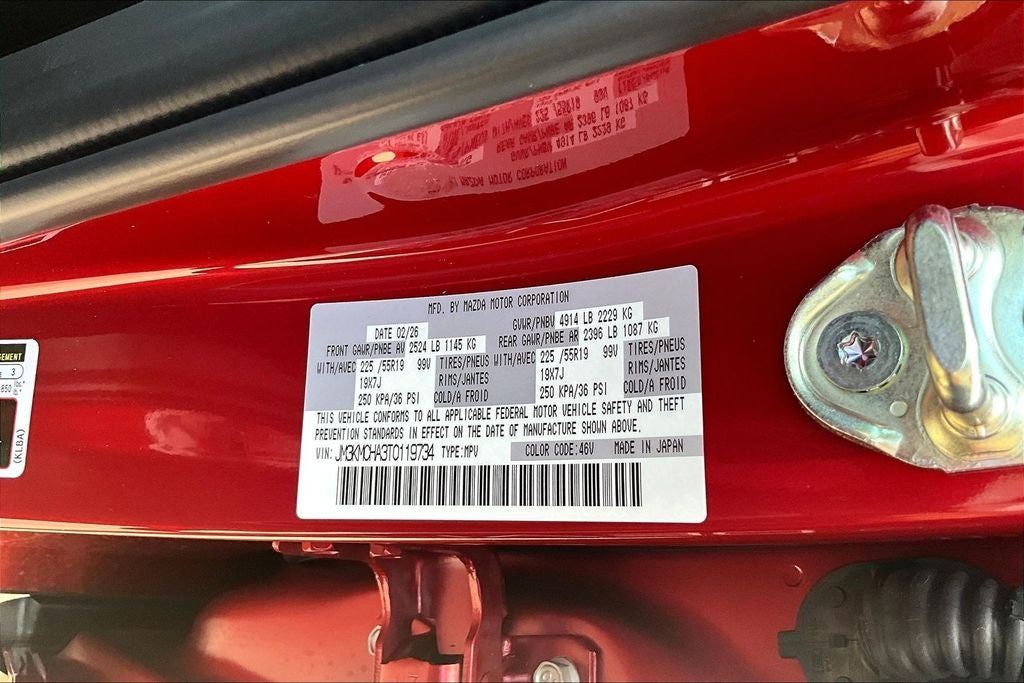 MFD. BY MAZDA MOTOR CORPORATION
DATE 02/26 GVWR/PNBV 4914 LB 2229 KG
FRONT GAWR/PNBE AV 2524 LB 1145 KG REAR GAWR/PNBE AR 2396 LB 1087 KG
WITH/AVEC 225 /55R19 99V TIRES/PNEUS WITH/AVEC 225 /55R19 99V TIRES/PNEUS
19X7J RIMS/JANTES 19X7J RIMS/JANTES
250 KPA/36 PSI COLD/A FROID 250 KPA/36 PSI COLD/A FROID
THIS VEHICLE CONFORMS TO ALL APPLICABLE FEDERAL MOTOR VEHICLE SAFETY AND THEFT
PREVENTION STANDARDS IN EFFECT ON THE DATE OF MANUFACTURE SHOWN ABOVE.
VIN: JM3KMCHA3T0119734 TYPE:MPV COLOR CODE:46V MADE IN JAPAN
3
850 lbs.
(KLBA)